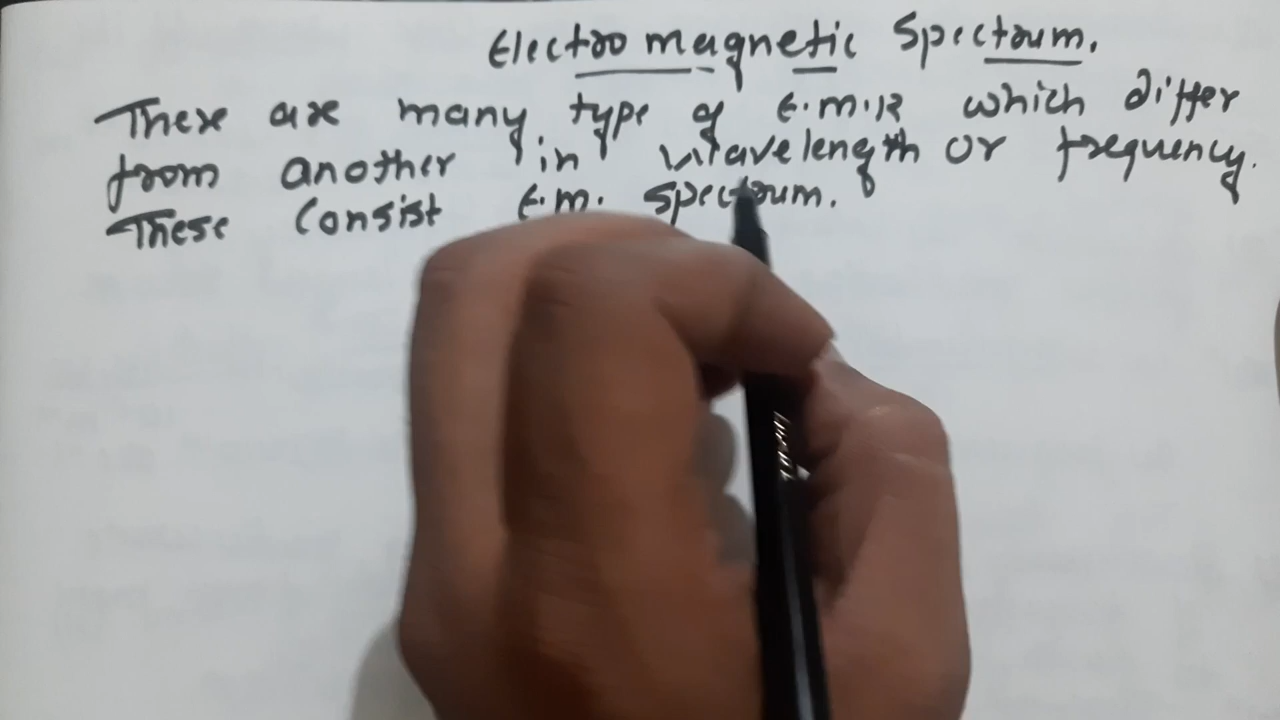 Electromagnetic Spectrum.
There are many type of E.M.R which differ
from another in wavelength or frequency.
These Consist E.m. Spectrum.